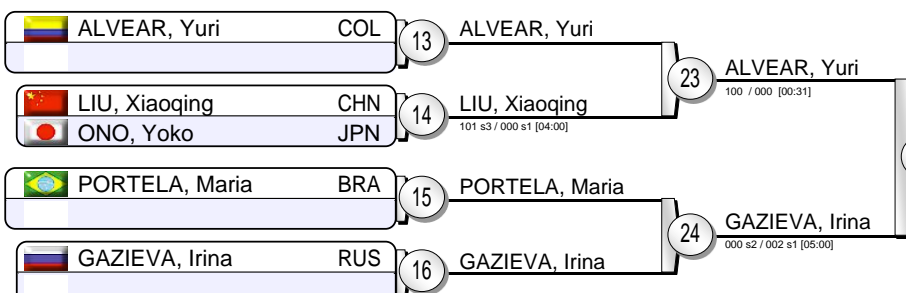 ALVEAR, Yuri COL
13
ALVEAR, Yuri
23
ALVEAR, Yuri
100 / 000 [00:31]
LIU, Xiaoqing CHN
ONO, Yoko JPN
14
LIU, Xiaoqing
101 s3 / 000 s1 [04:00]
PORTELA, Maria BRA
15
PORTELA, Maria
24
GAZIEVA, Irina
000 s2 / 002 s1 [05:00]
GAZIEVA, Irina RUS
16
GAZIEVA, Irina